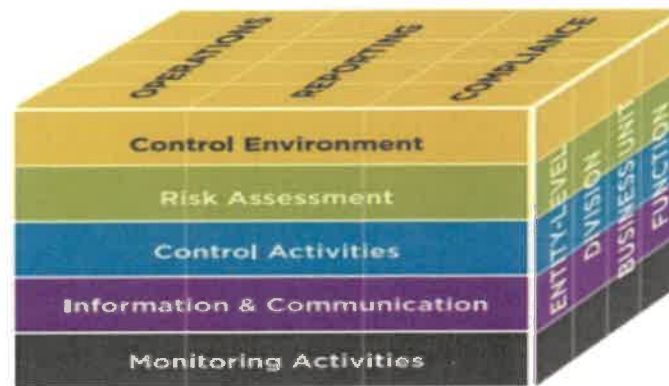 OPERATIONS
REPORTING
COMPLIANCE
Control Environment
Risk Assessment
Control Activities
Information & Communication
Monitoring Activities
ENTITY-LEVEL
DIVISION
BUSINESS UNIT
FUNCTION